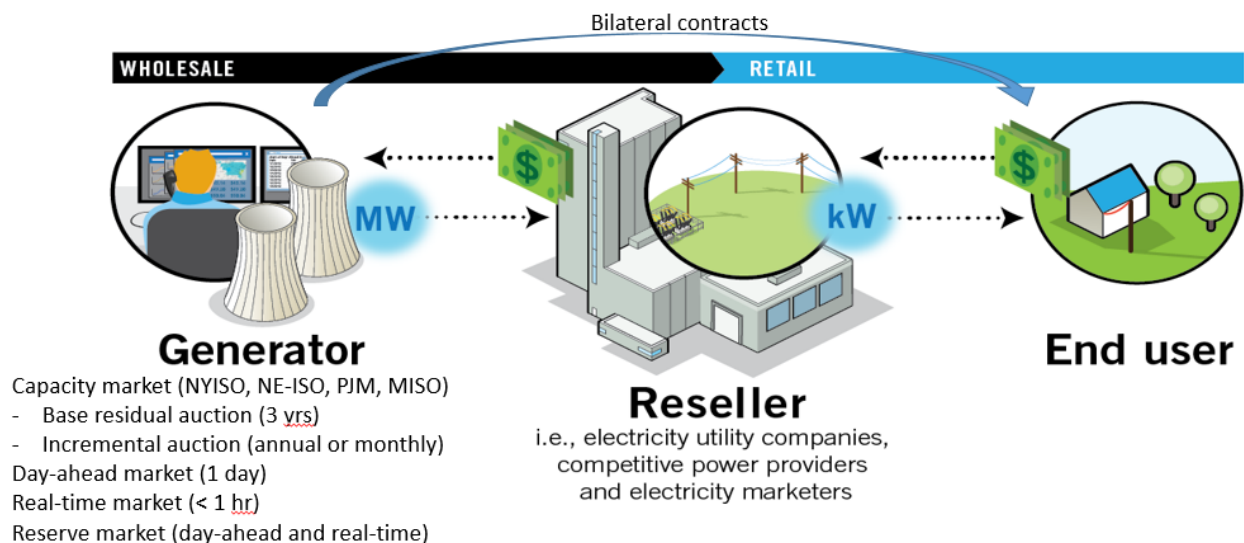 Bilateral contracts
WHOLESALE
RETAIL
$
$
MW
kW
Generator
Capacity market (NYISO, NE-ISO, PJM, MISO)
- Base residual auction (3 yrs)
- Incremental auction (annual or monthly)
Day-ahead market (1 day)
Real-time market (< 1 hr)
Reserve market (day-ahead and real-time)
Reseller
i.e., electricity utility companies,
competitive power providers
and electricity marketers
End user